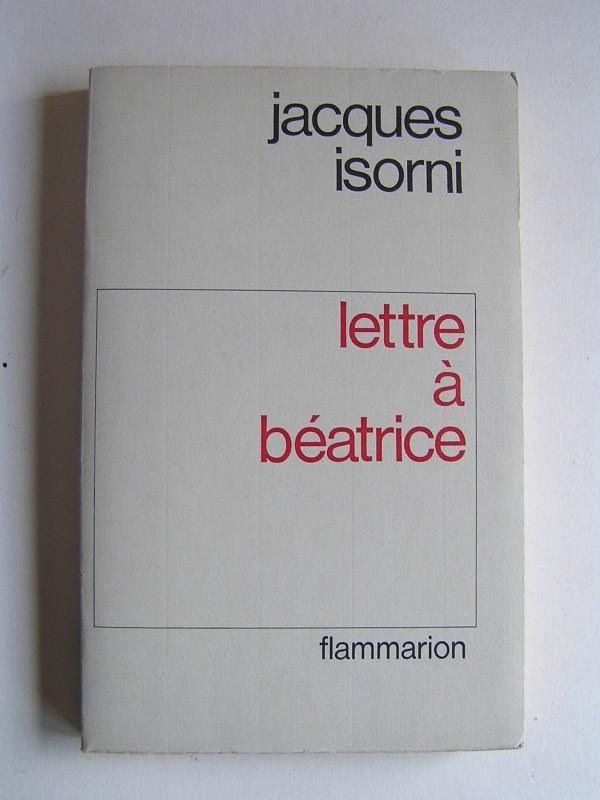 jacques
isorni
lettre
à
béatrice
flammarion